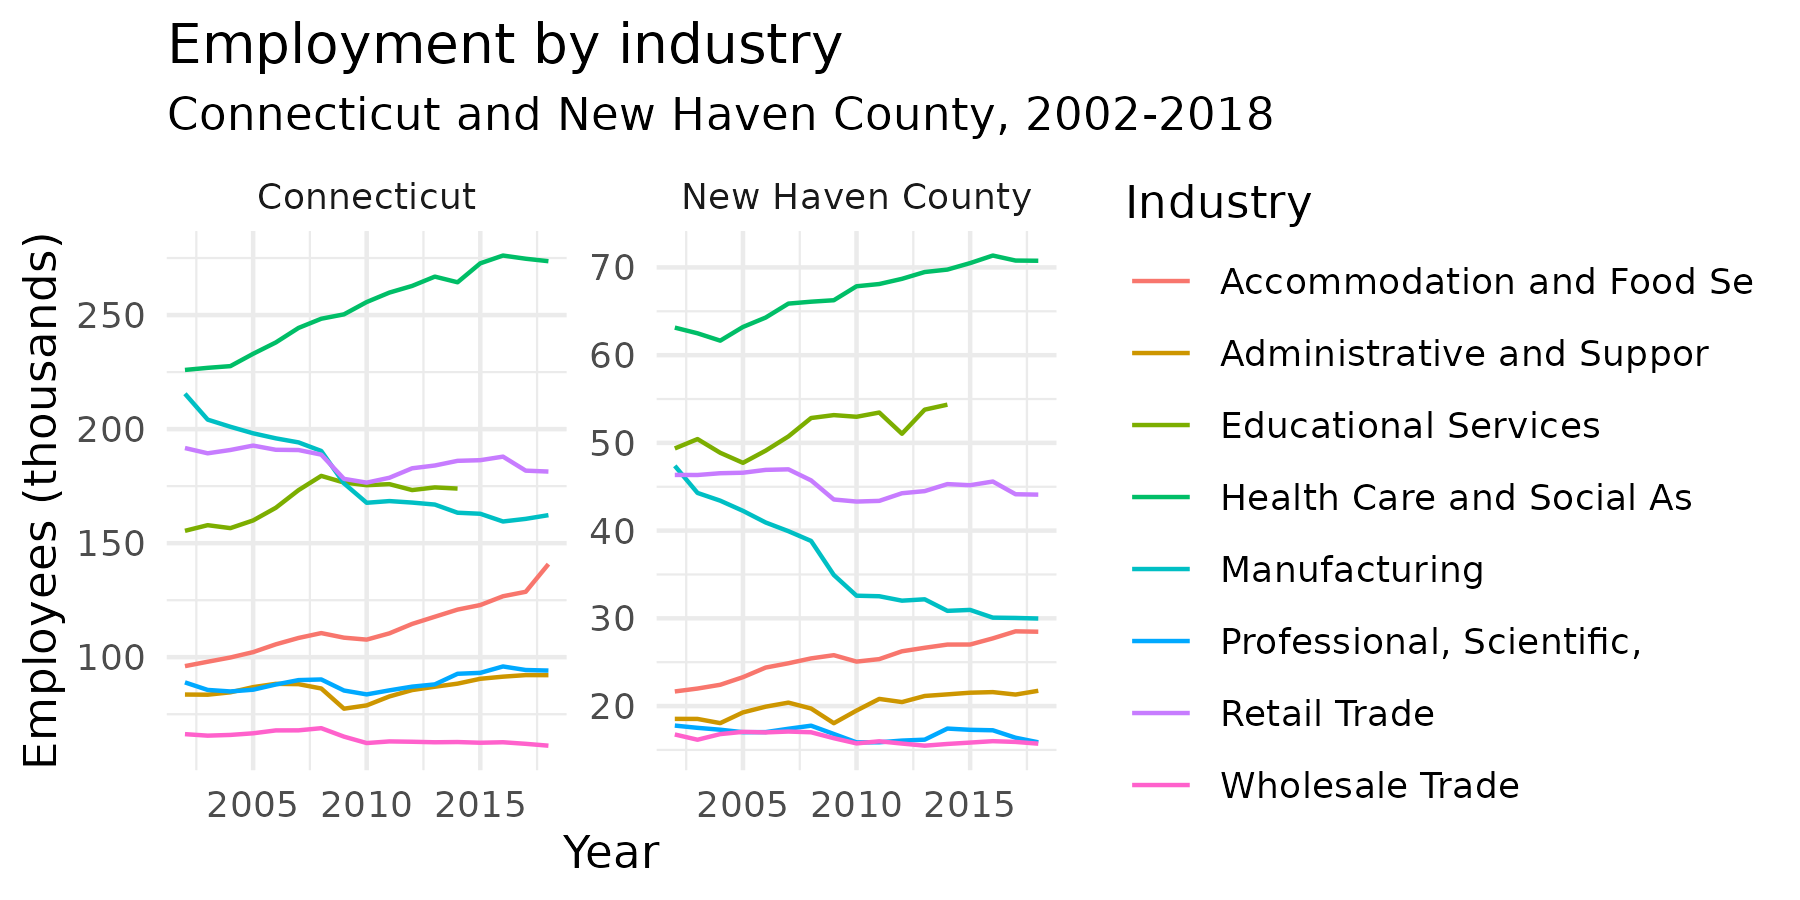 Employment by industry
Connecticut and New Haven County, 2002-2018
Connecticut
New Haven County
Employees (thousands)
250
200
150
100
70
60
50
40
30
20
2005 2010 2015
2005 2010 2015
Year
Industry
Accommodation and Food Se
Administrative and Suppor
Educational Services
Health Care and Social As
Manufacturing
Professional, Scientific,
Retail Trade
Wholesale Trade